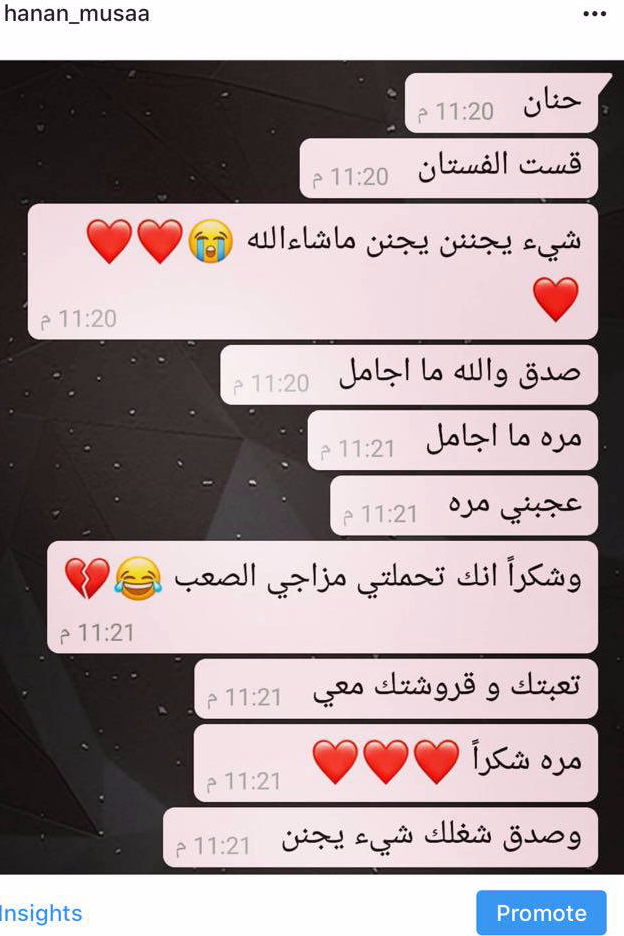 hanan_musaa
حنان
11:20 م
قست الفستان
11:20 م
شيء يجننن يجنن ماشاءالله 😭❤️❤️
❤️
11:20 م
صدق والله ما اجامل
11:20 م
مره ما اجامل
11:21 م
عجبني مره
11:21 م
وشكراً انك تحملتي مزاجي الصعب 😂💔
11:21 م
تعبتك و قروشتك معي
11:21 م
مره شكراً ❤️❤️❤️
11:21 م
وصدق شغلك شيء يجنن
11:21 م
Insights
Promote